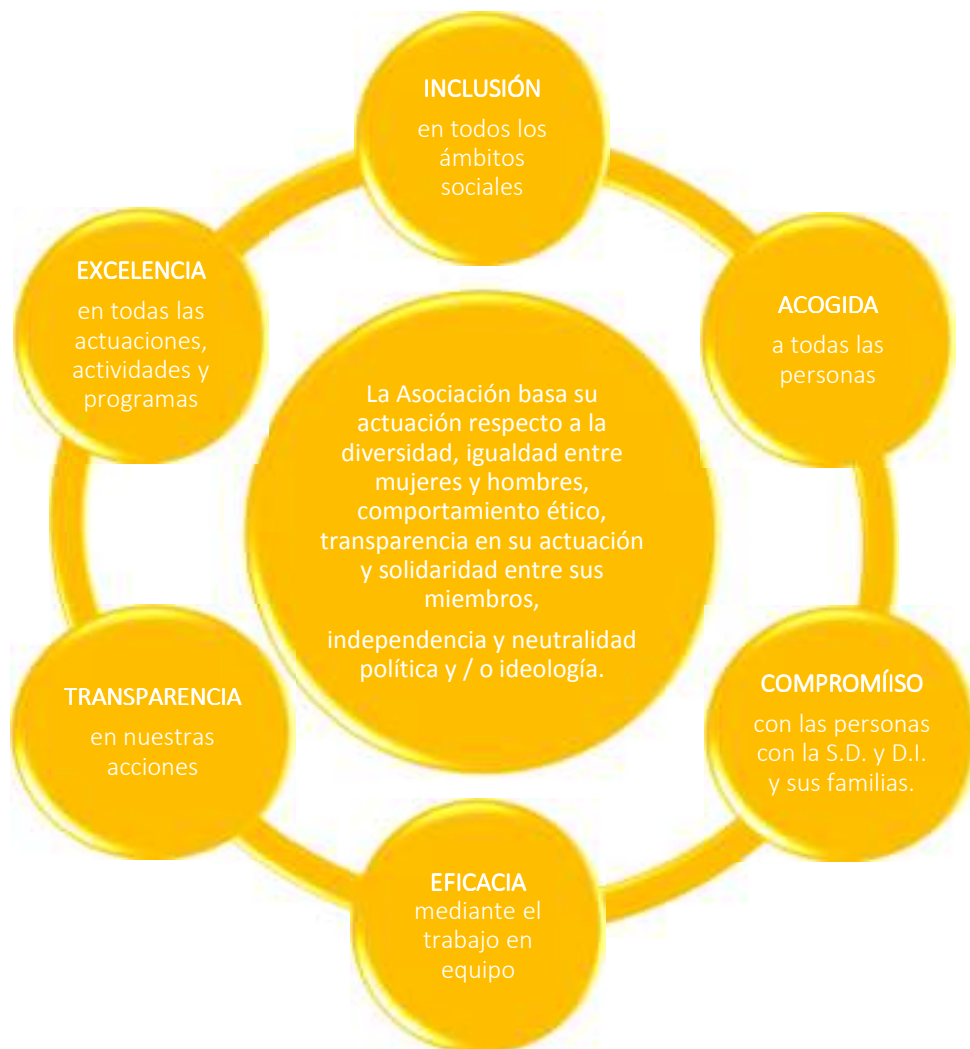 INCLUSIÓN
en todos los
ámbitos
sociales
ACOGIDA
a todas las
personas
COMPROMÍISO
con las personas
con la S.D. y D.I.
y sus familias.
EFICACIA
mediante el
trabajo en
equipo
TRANSPARENCIA
en nuestras
acciones
EXCELENCIA
en todas las
actuaciones,
actividades y
programas
La Asociación basa su
actuación respecto a la
diversidad, igualdad entre
mujeres y hombres,
comportamiento ético,
transparencia en su actuación
y solidaridad entre sus
miembros,
independencia y neutralidad
política y / o ideología.